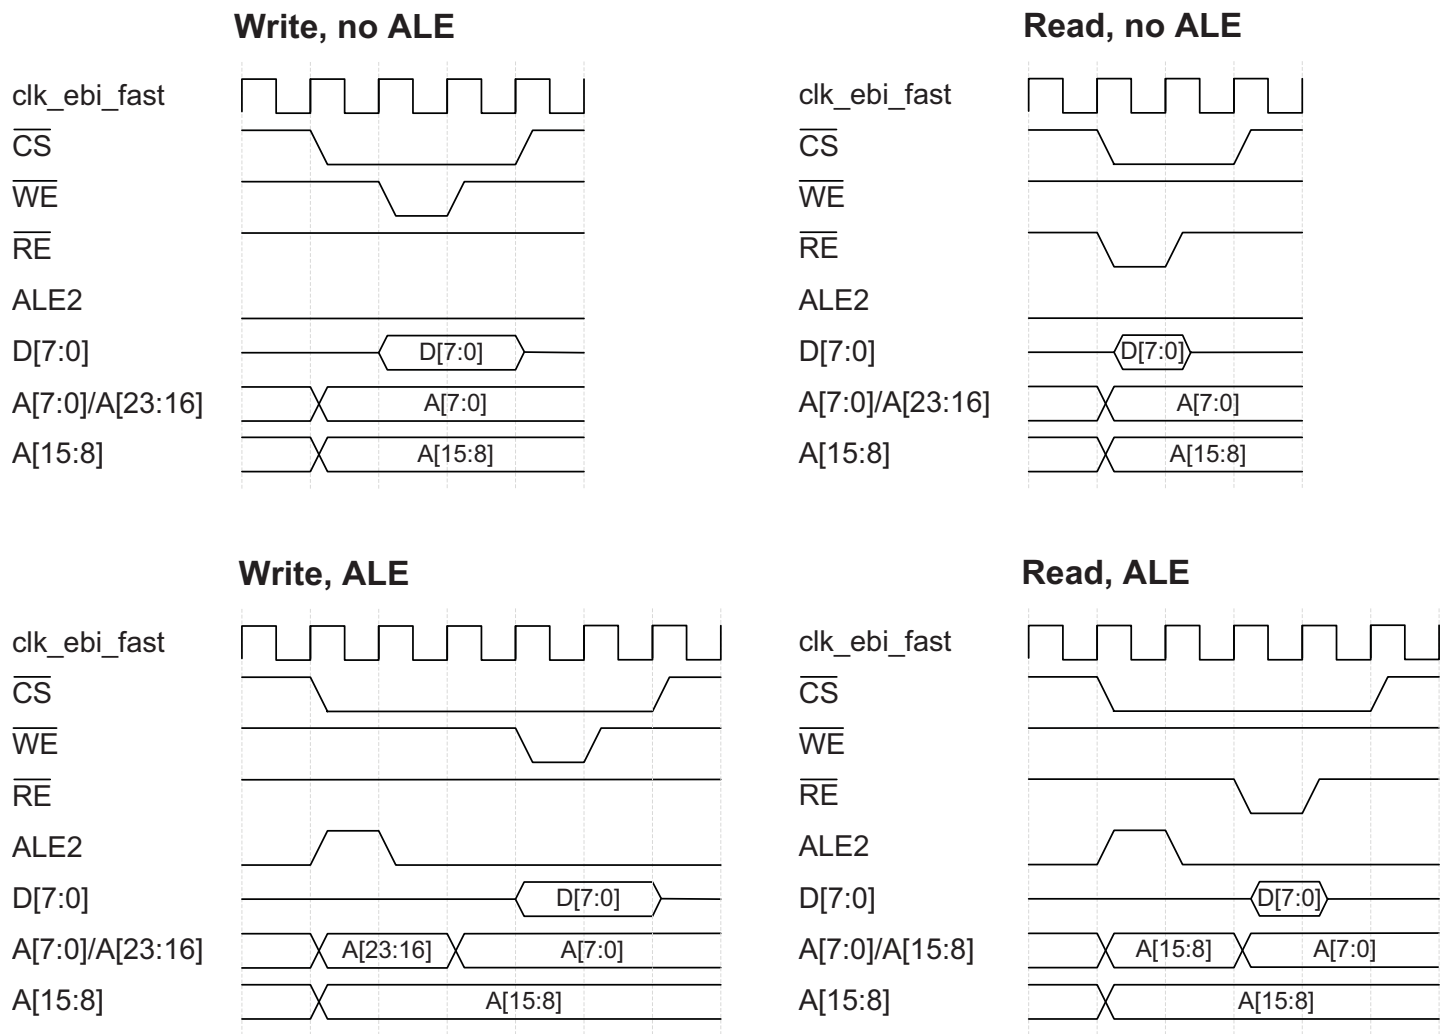 Write, no ALE
clk_ebi_fast
CS
WE
RE
ALE2
D[7:0]
D[7:0]
A[7:0]/A[23:16]
A[7:0]
A[15:8]
A[15:8]
Read, no ALE
clk_ebi_fast
CS
WE
RE
ALE2
D[7:0]
D[7:0]
A[7:0]/A[23:16]
A[7:0]
A[15:8]
A[15:8]
Write, ALE
clk_ebi_fast
CS
WE
RE
ALE2
D[7:0]
D[7:0]
A[7:0]/A[23:16]
A[23:16]
A[7:0]
A[15:8]
A[15:8]
Read, ALE
clk_ebi_fast
CS
WE
RE
ALE2
D[7:0]
D[7:0]
A[7:0]/A[15:8]
A[15:8]
A[7:0]
A[15:8]
A[15:8]